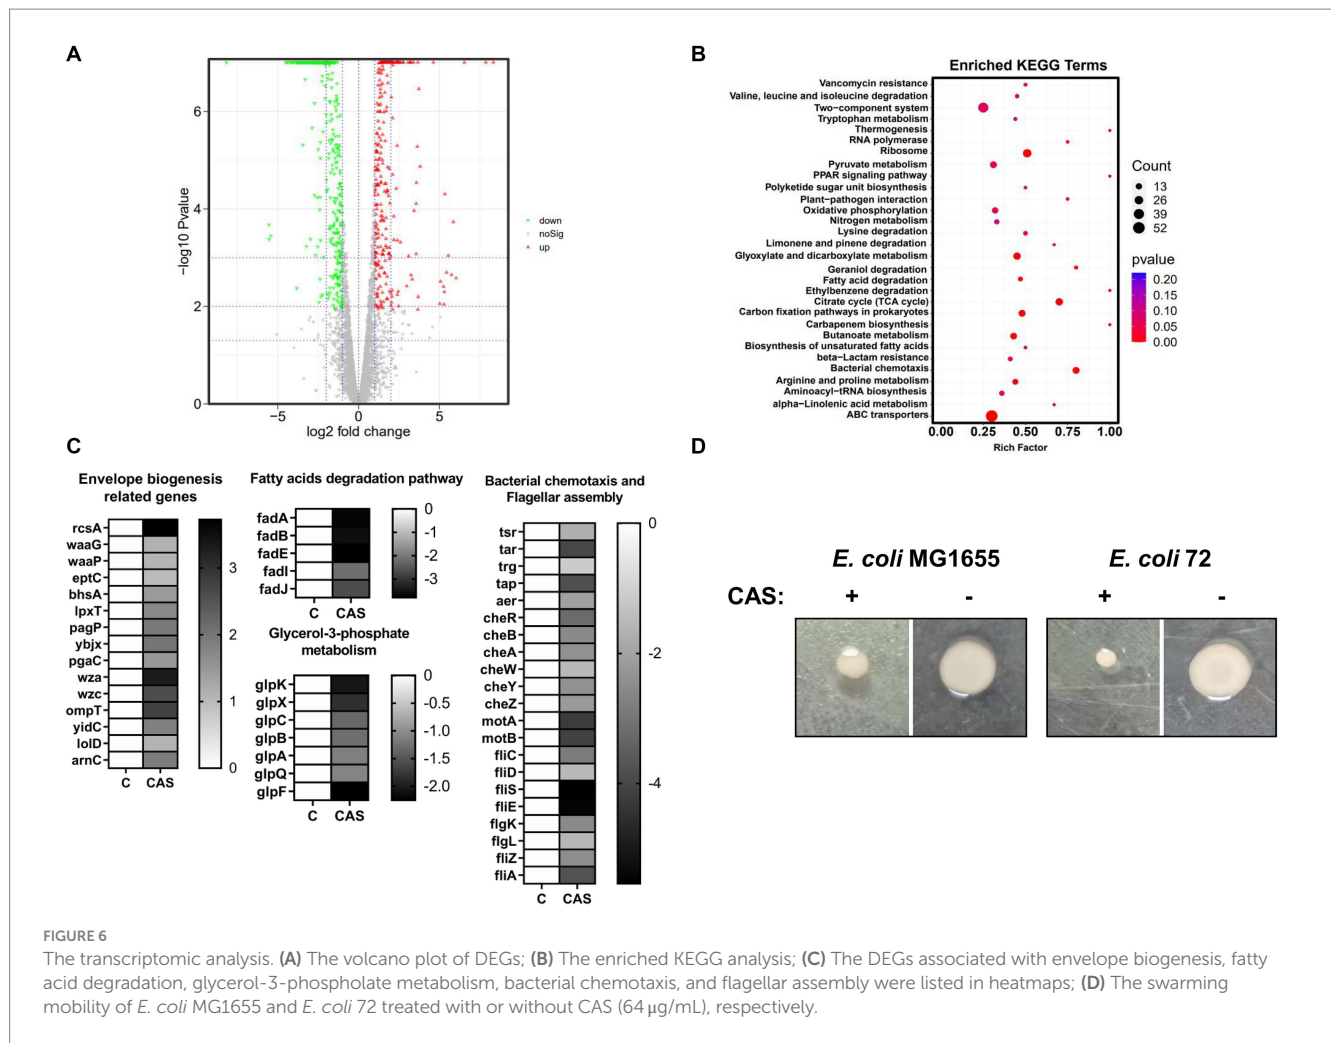 A
−log10 Pvalue
6
4
2
0
−5
0
5
log2 fold change
down
noSig
up
B
Enriched KEGG Terms
Vancomycin resistance
Valine, leucine and isoleucine degradation
Two−component system
Tryptophan metabolism
Thermogenesis
RNA polymerase
Ribosome
Pyruvate metabolism
PPAR signaling pathway
Polyketide sugar unit biosynthesis
Plant−pathogen interaction
Oxidative phosphorylation
Nitrogen metabolism
Lysine degradation
Limonene and pinene degradation
Glyoxylate and dicarboxylate metabolism
Geraniol degradation
Fatty acid degradation
Ethylbenzene degradation
Citrate cycle (TCA cycle)
Carbon fixation pathways in prokaryotes
Carbapenem biosynthesis
Butanoate metabolism
Biosynthesis of unsaturated fatty acids
beta−Lactam resistance
Bacterial chemotaxis
Arginine and proline metabolism
Aminoacyl−tRNA biosynthesis
alpha−Linolenic acid metabolism
ABC transporters
0.00 0.25 0.50 0.75 1.00
Rich Factor
Count
13
26
39
52
pvalue
0.20
0.15
0.10
0.05
0.00
C
Envelope biogenesis
related genes
rcsA
waaG
waaP
eptC
bhsA
lpxT
pagP
ybjx
pgaC
wza
wzc
ompT
yidC
lolD
arnC
C CAS
3
2
1
0
Fatty acids degradation pathway
fadA
fadB
fadE
fadI
fadJ
C CAS
0
-1
-2
-3
Glycerol-3-phosphate
metabolism
glpK
glpX
glpC
glpB
glpA
glpQ
glpF
C CAS
0
-0.5
-1.0
-1.5
-2.0
Bacterial chemotaxis and
Flagellar assembly
tsr
tar
trg
tap
aer
cheR
cheB
cheA
cheW
cheY
cheZ
motA
motB
fliC
fliD
fliS
fliE
flgK
flgL
fliZ
fliA
C CAS
0
-2
-4
D
E. coli MG1655 E. coli 72
CAS: + - + -
FIGURE 6
The transcriptomic analysis. (A) The volcano plot of DEGs; (B) The enriched KEGG analysis; (C) The DEGs associated with envelope biogenesis, fatty
acid degradation, glycerol-3-phospholate metabolism, bacterial chemotaxis, and flagellar assembly were listed in heatmaps; (D) The swarming
mobility of E. coli MG1655 and E. coli 72 treated with or without CAS (64 μg/mL), respectively.